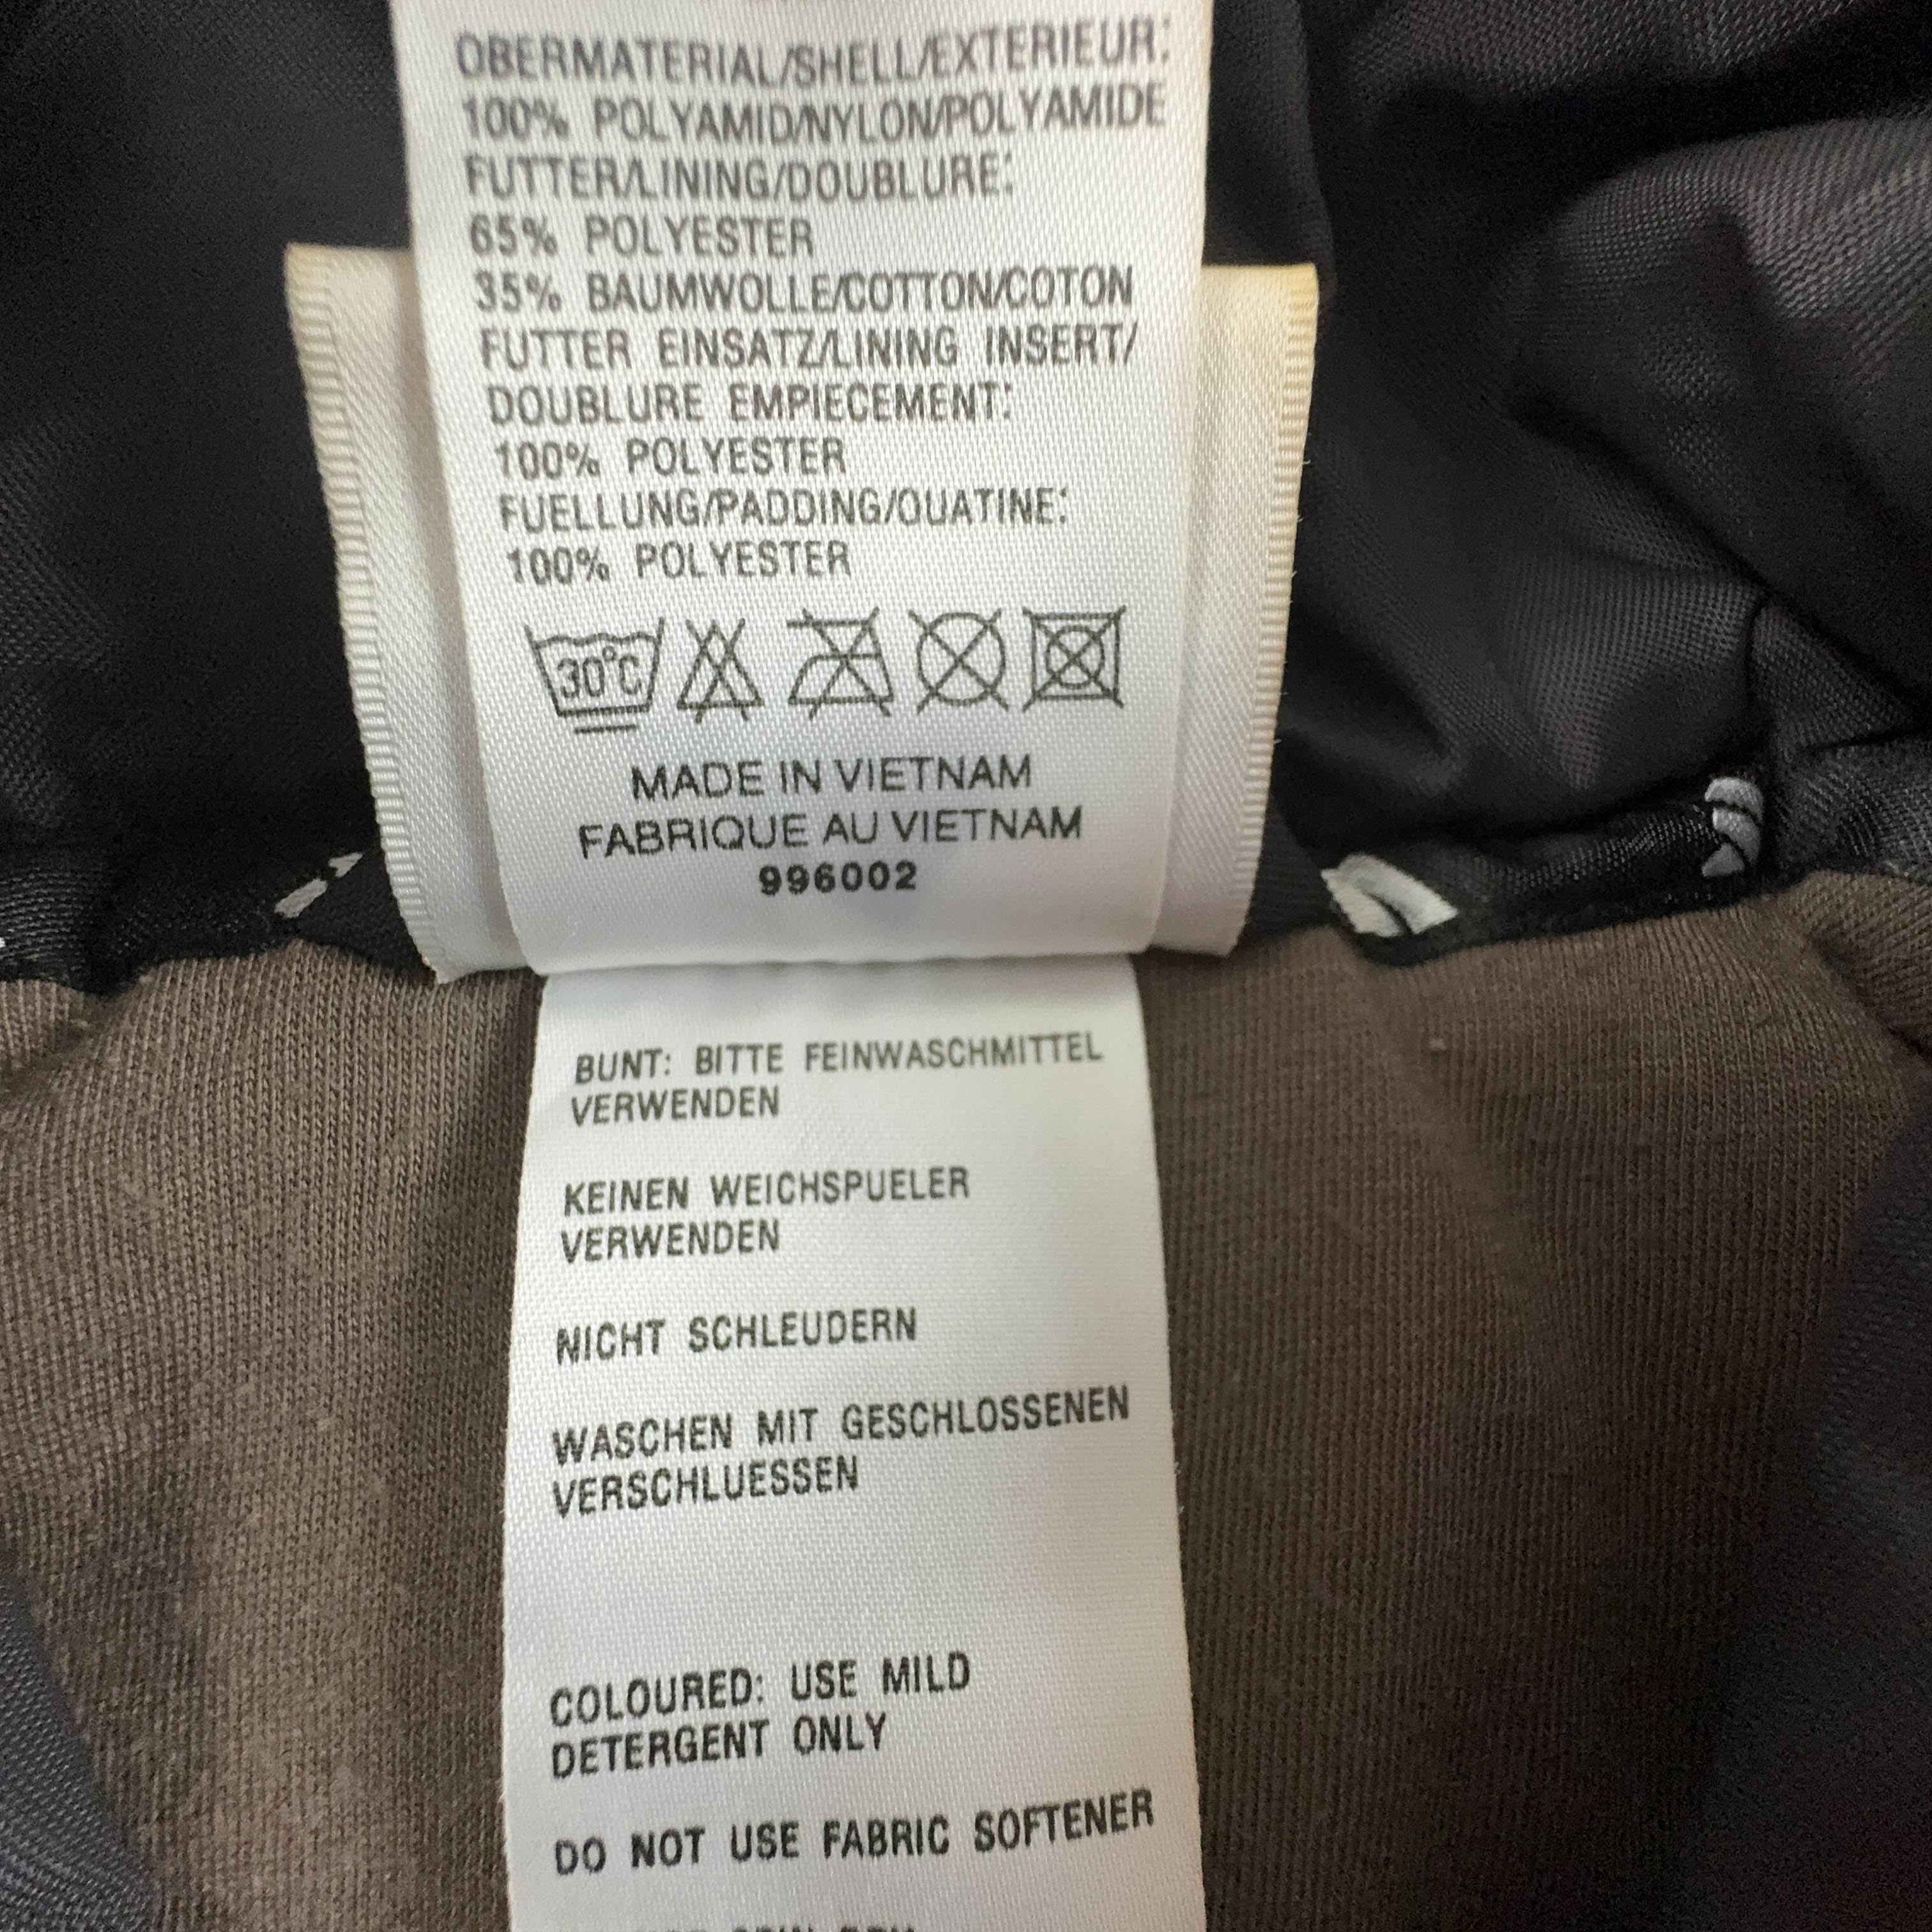 OBERMATERIAL/SHELL/EXTERIEUR:
100% POLYAMID/NYLON/POLYAMIDE
FUTTER/LINING/DOUBLURE:
65% POLYESTER
35% BAUMWOLLE/COTTON/COTON
FUTTER EINSATZ/LINING INSERT/
DOUBLURE EMPIECEMENT:
100% POLYESTER
FUELLUNG/PADDING/OUATINE:
100% POLYESTER
30°C
MADE IN VIETNAM
FABRIQUE AU VIETNAM
996002
BUNT: BITTE FEINWASCHMITTEL
VERWENDEN
KEINEN WEICHSPUELER
VERWENDEN
NICHT SCHLEUDERN
WASCHEN MIT GESCHLOSSENEN
VERSCHLUESSEN
COLOURED: USE MILD
DETERGENT ONLY
DO NOT USE FABRIC SOFTENER